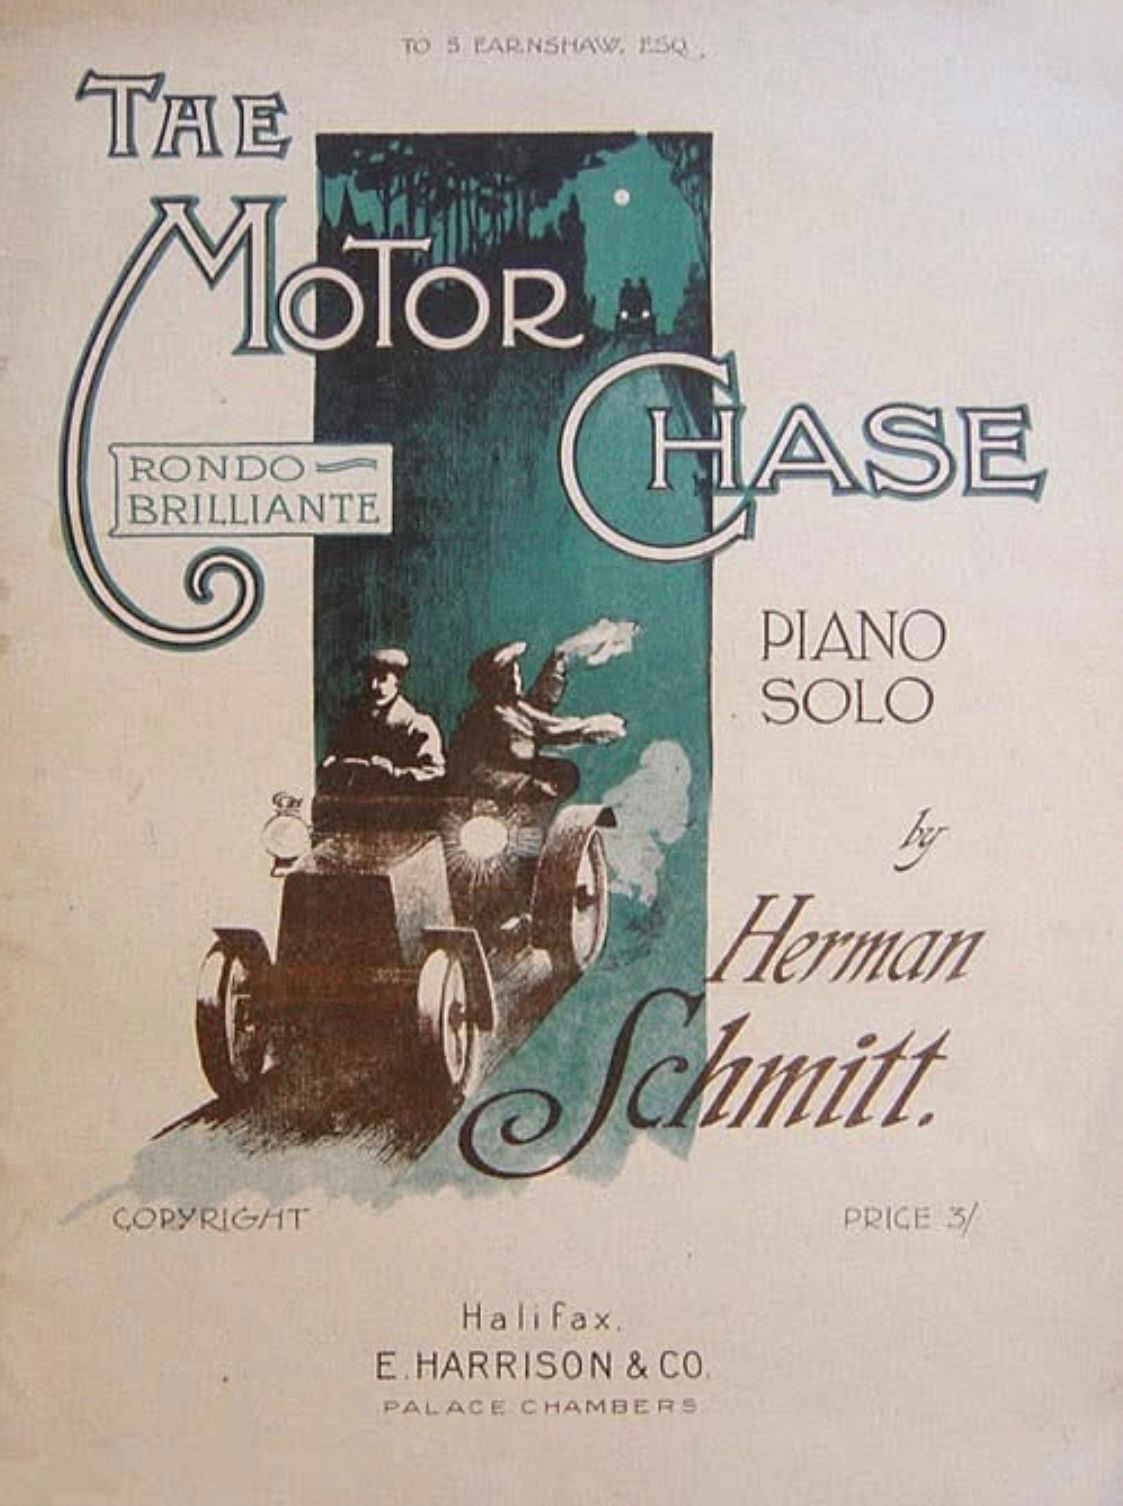 TO S EARNSHAW, ESQ.
THE
MOTOR
CHASE
RONDO
BRILLIANTE
PIANO
SOLO
by
Herman
Schmitt.
COPYRIGHT
PRICE 3/
Halifax.
E. HARRISON & CO.
PALACE CHAMBERS